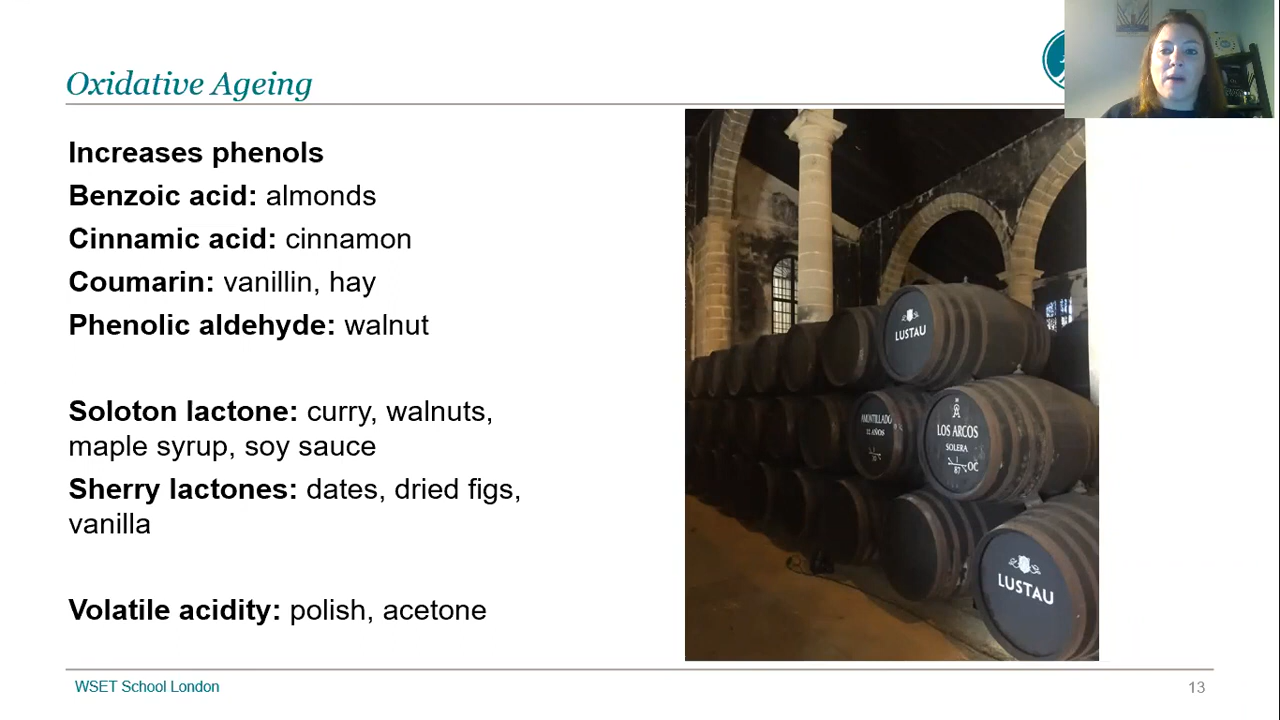 Oxidative Ageing
Increases phenols
Benzoic acid: almonds
Cinnamic acid: cinnamon
Coumarin: vanillin, hay
Phenolic aldehyde: walnut
Soloton lactone: curry, walnuts,
maple syrup, soy sauce
Sherry lactones: dates, dried figs,
vanilla
Volatile acidity: polish, acetone
LUSTAU
AMONTILLADO
LOS ARCOS
SOLERA
1
87
LUSTAU
WSET School London
13